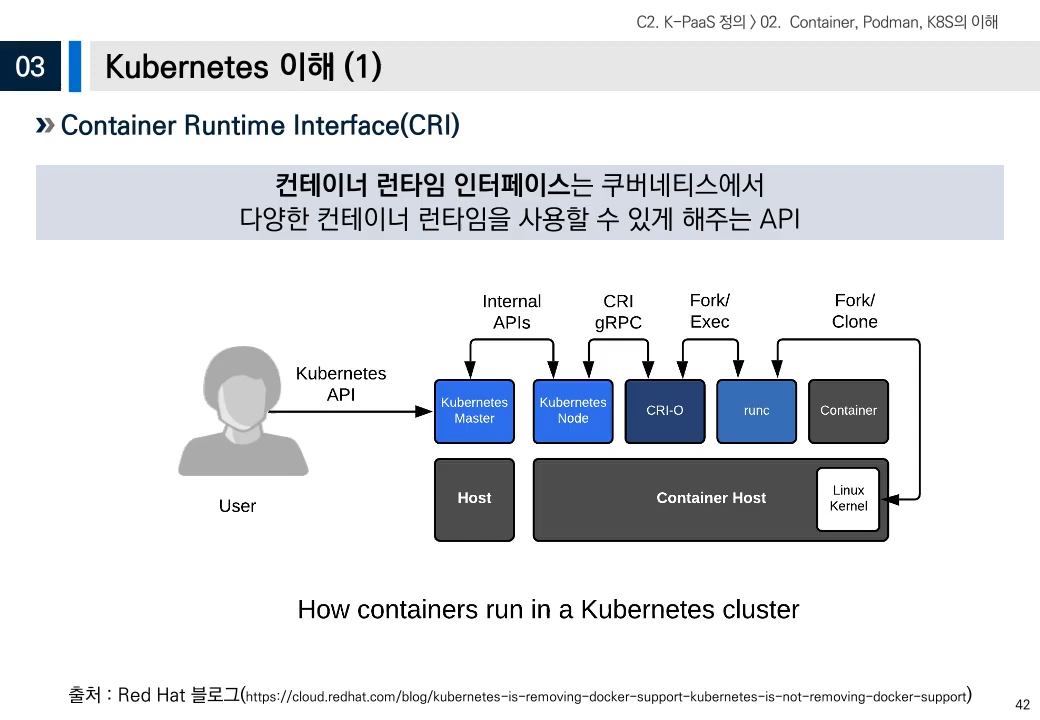 C2. K-PaaS 정의 > 02. Container, Podman, K8S의 이해
03
Kubernetes 이해 (1)
Container Runtime Interface(CRI)
컨테이너 런타임 인터페이스는 쿠버네티스에서
다양한 컨테이너 런타임을 사용할 수 있게 해주는 API
Internal
APIs
CRI
gRPC
Fork/
Exec
Fork/
Clone
Kubernetes
API
Kubernetes
Master
Kubernetes
Node
CRI-O
runc
Container
User
Host
Container Host
Linux
Kernel
How containers run in a Kubernetes cluster
출처 : Red Hat 블로그(https://cloud.redhat.com/blog/kubernetes-is-removing-docker-support-kubernetes-is-not-removing-docker-support)
42